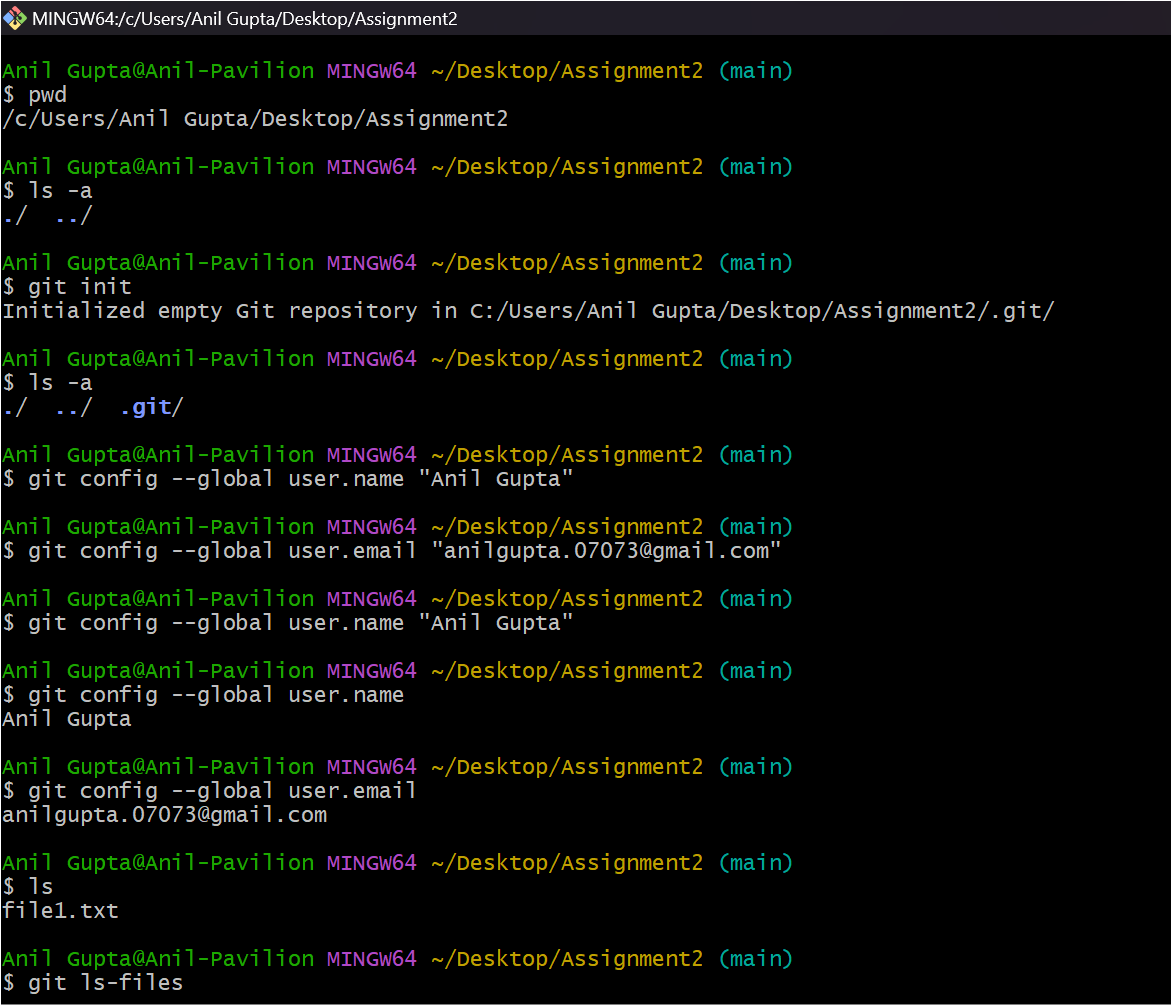 MINGW64:/c/Users/Anil Gupta/Desktop/Assignment2
Anil Gupta@Anil-Pavilion MINGW64 ~/Desktop/Assignment2 (main)
$ pwd
/c/Users/Anil Gupta/Desktop/Assignment2
Anil Gupta@Anil-Pavilion MINGW64 ~/Desktop/Assignment2 (main)
$ ls -a
./  ../
Anil Gupta@Anil-Pavilion MINGW64 ~/Desktop/Assignment2 (main)
$ git init
Initialized empty Git repository in C:/Users/Anil Gupta/Desktop/Assignment2/.git/
Anil Gupta@Anil-Pavilion MINGW64 ~/Desktop/Assignment2 (main)
$ ls -a
./  ../  .git/
Anil Gupta@Anil-Pavilion MINGW64 ~/Desktop/Assignment2 (main)
$ git config --global user.name "Anil Gupta"
Anil Gupta@Anil-Pavilion MINGW64 ~/Desktop/Assignment2 (main)
$ git config --global user.email "anilgupta.07073@gmail.com"
Anil Gupta@Anil-Pavilion MINGW64 ~/Desktop/Assignment2 (main)
$ git config --global user.name "Anil Gupta"
Anil Gupta@Anil-Pavilion MINGW64 ~/Desktop/Assignment2 (main)
$ git config --global user.name
Anil Gupta
Anil Gupta@Anil-Pavilion MINGW64 ~/Desktop/Assignment2 (main)
$ git config --global user.email
anilgupta.07073@gmail.com
Anil Gupta@Anil-Pavilion MINGW64 ~/Desktop/Assignment2 (main)
$ ls
file1.txt
Anil Gupta@Anil-Pavilion MINGW64 ~/Desktop/Assignment2 (main)
$ git ls-files